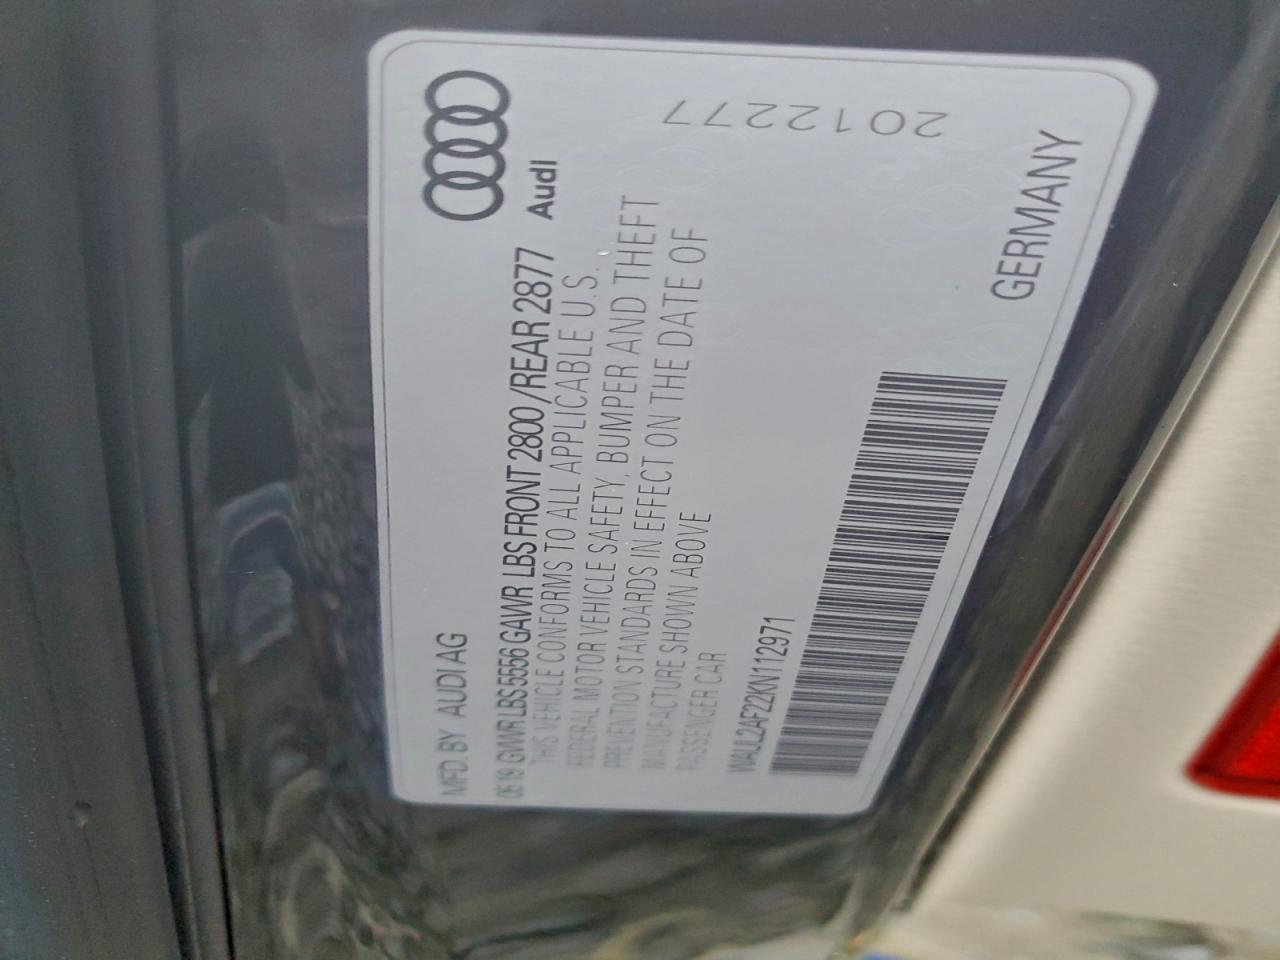 MFD.BY AUDI AG
Audi
0519 GVWR LBS 5556 GAWR LBS FRONT 2800/REAR 2877
THIS VEHICLE CONFORMS TO ALL APPLICABLE U.S.
FEDERAL MOTOR VEHICLE SAFETY, BUMPER AND THEFT
PREVENTION STANDARDS IN EFFECT ON THE DATE OF
MANUFACTURE SHOWN ABOVE
PASSENGER CAR
WAUL2AF22KN112971
2012277
GERMANY